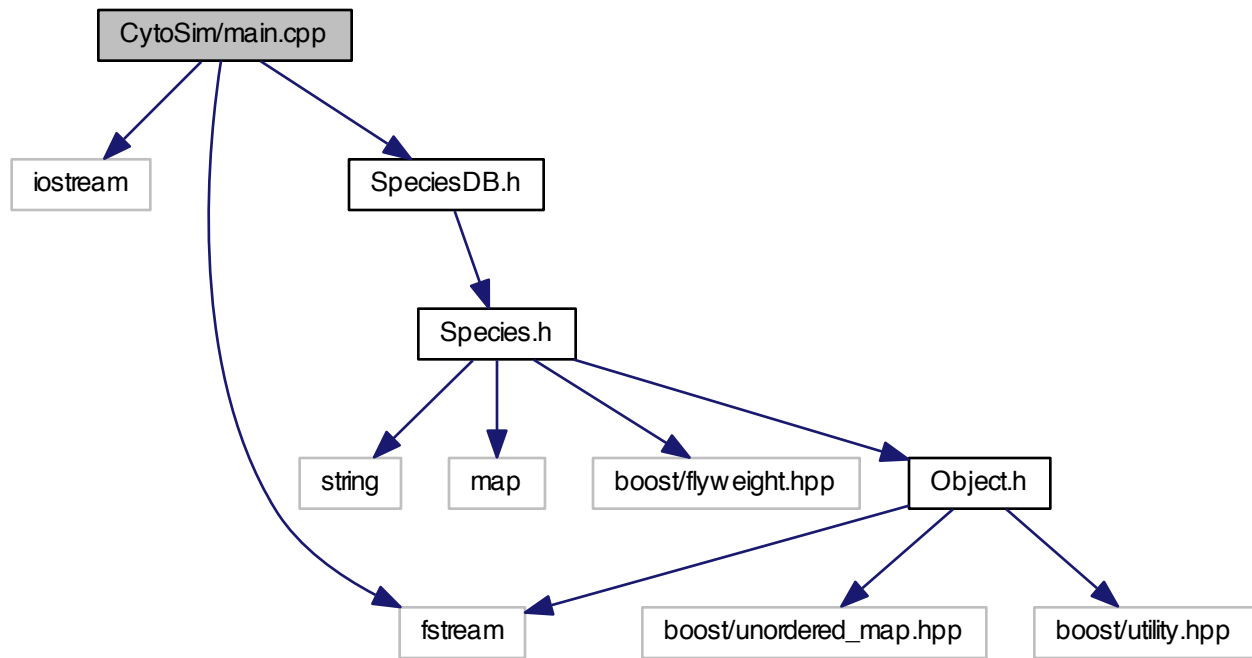 CytoSim/main.cpp
iostream
SpeciesDB.h
Species.h
string
map
boost/flyweight.hpp
Object.h
fstream
boost/unordered_map.hpp
boost/utility.hpp